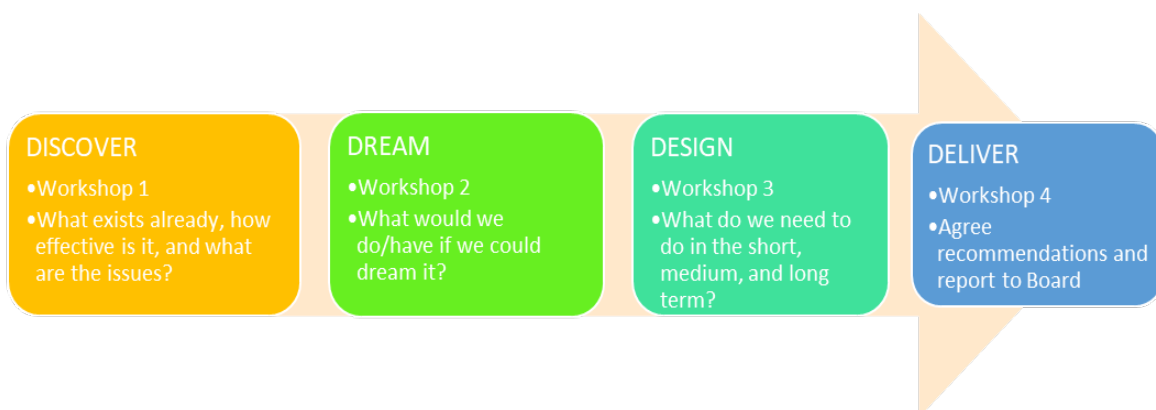 DISCOVER
•Workshop 1
•What exists already, how
effective is it, and what
are the issues?
DREAM
•Workshop 2
•What would we
do/have if we could
dream it?
DESIGN
•Workshop 3
•What do we need to
do in the short,
medium, and long
term?
DELIVER
•Workshop 4
•Agree
recommendations and
report to Board